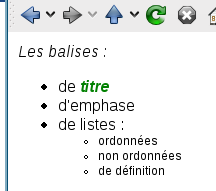 Les balises :
de titre
d'emphase
de listes :
ordonnées
non ordonnées
de définition